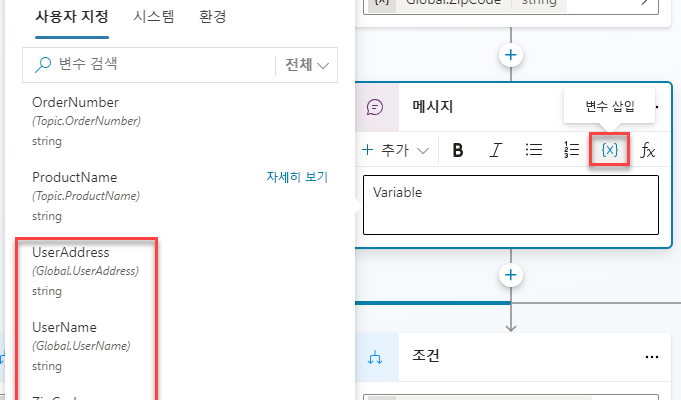 사용자 지정 시스템 환경
변수 검색 전체
OrderNumber
(Topic.OrderNumber)
string
ProductName 자세히 보기
(Topic.ProductName)
string
UserAddress
(Global.UserAddress)
string
UserName
(Global.UserName)
string
{x} Global.ZipCode string
메시지 변수 삽입 ...
+ 추가 B I {x} fx
Variable
조건 ...